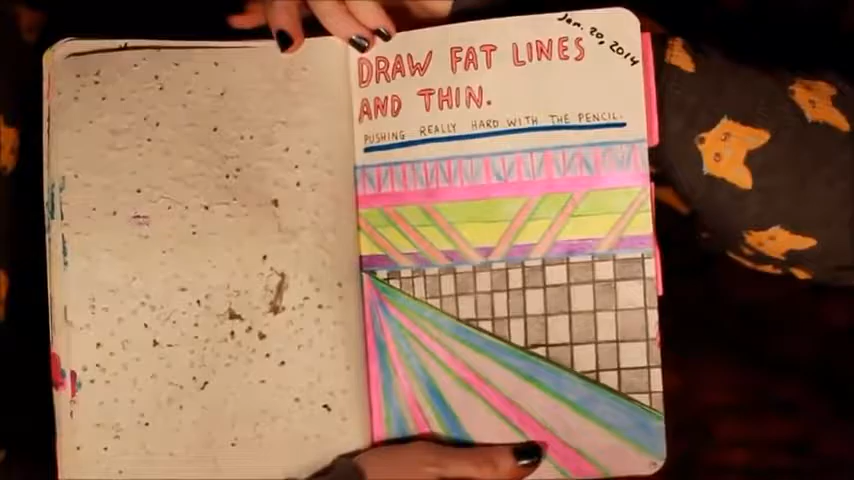 Jan. 20, 2014
DRAW FAT LINES
AND THIN.
PUSHING REALLY HARD WITH THE PENCIL.